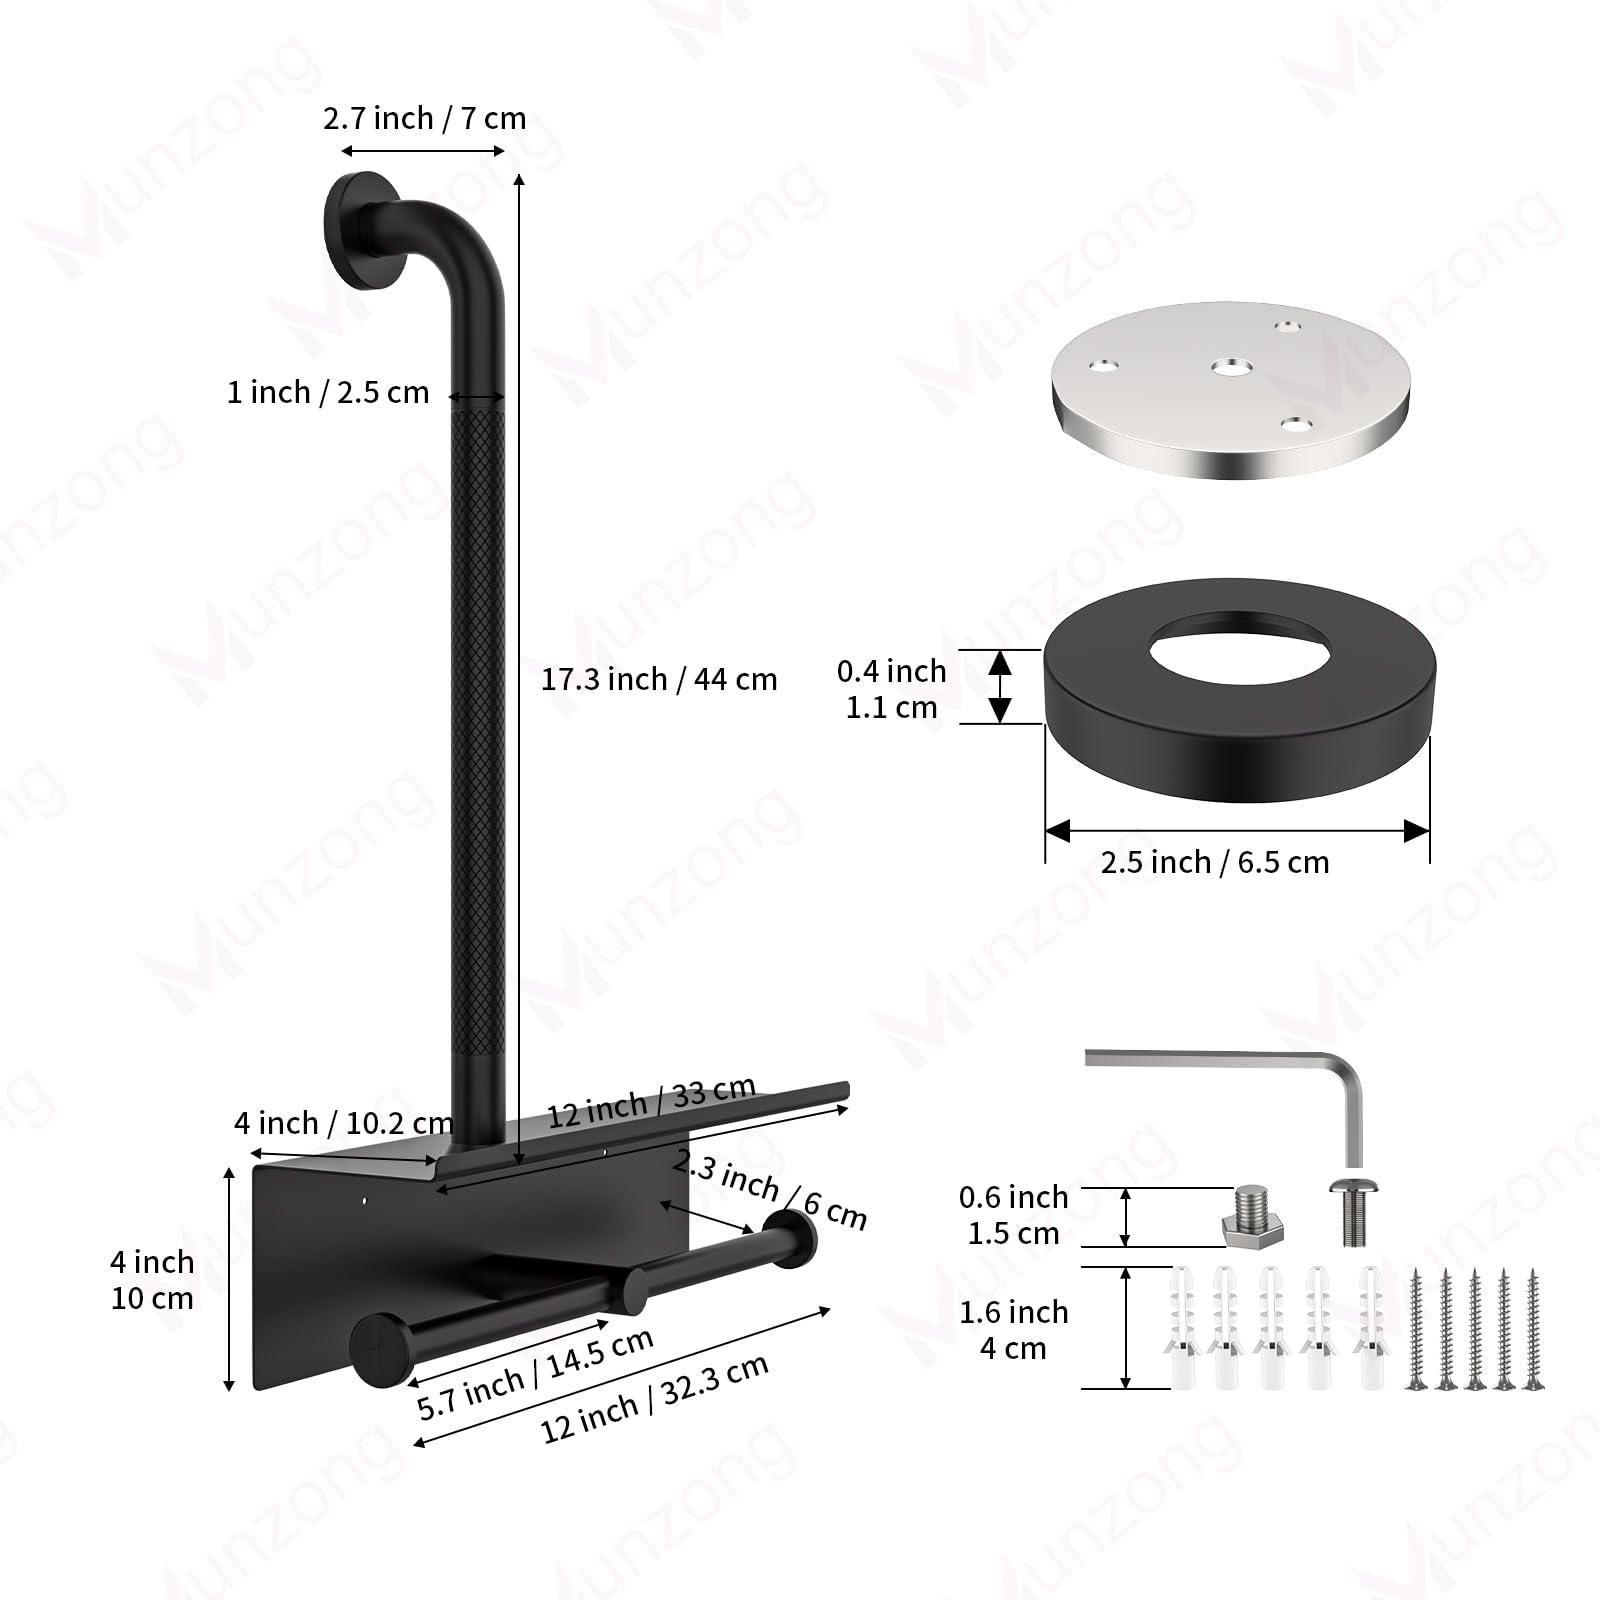 2.7 inch / 7 cm
1 inch / 2.5 cm
17.3 inch / 44 cm
0.4 inch
1.1 cm
2.5 inch / 6.5 cm
4 inch / 10.2 cm
12 inch / 33 cm
2.3 inch / 6 cm
4 inch
10 cm
5.7 inch / 14.5 cm
12 inch / 32.3 cm
0.6 inch
1.5 cm
1.6 inch
4 cm
Munzong